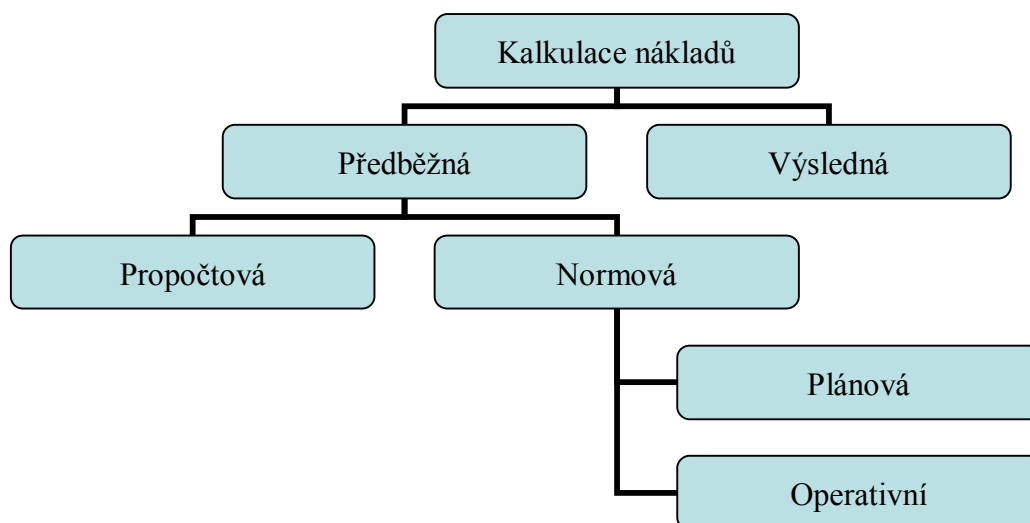 Kalkulace nákladů
Předběžná
Výsledná
Propočtová
Normová
Plánová
Operativní